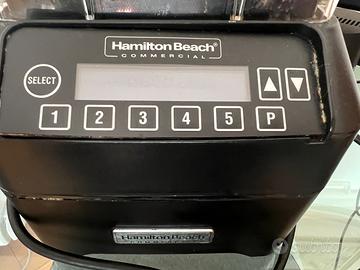 Hamilton Beach®
COMMERCIAL
SELECT
1 2 3 4 5 P
Hamilton Beach